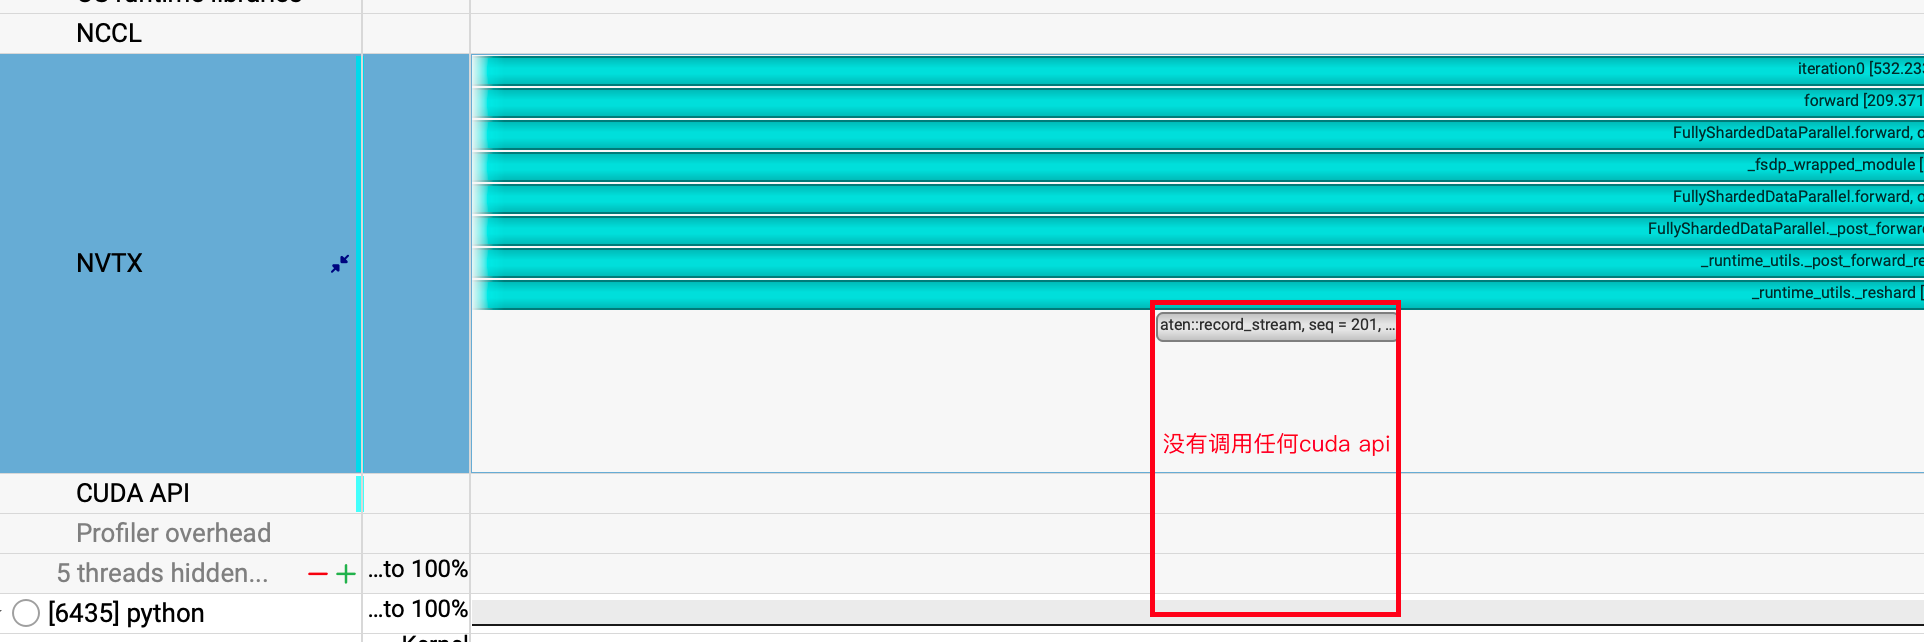 NCCL
iteration0 [532.23
forward [209.371
FullyShardedDataParallel.forward,
_fsdp_wrapped_module [
FullyShardedDataParallel.forward,
FullyShardedDataParallel._post_forwar
NVTX
_runtime_utils._post_forward_re
_runtime_utils._reshard [
aten::record_stream, seq = 201, ...
没有调用任何cuda api
CUDA API
Profiler overhead
5 threads hidden... − +
...to 100%
[6435] python
...to 100%
Kernel